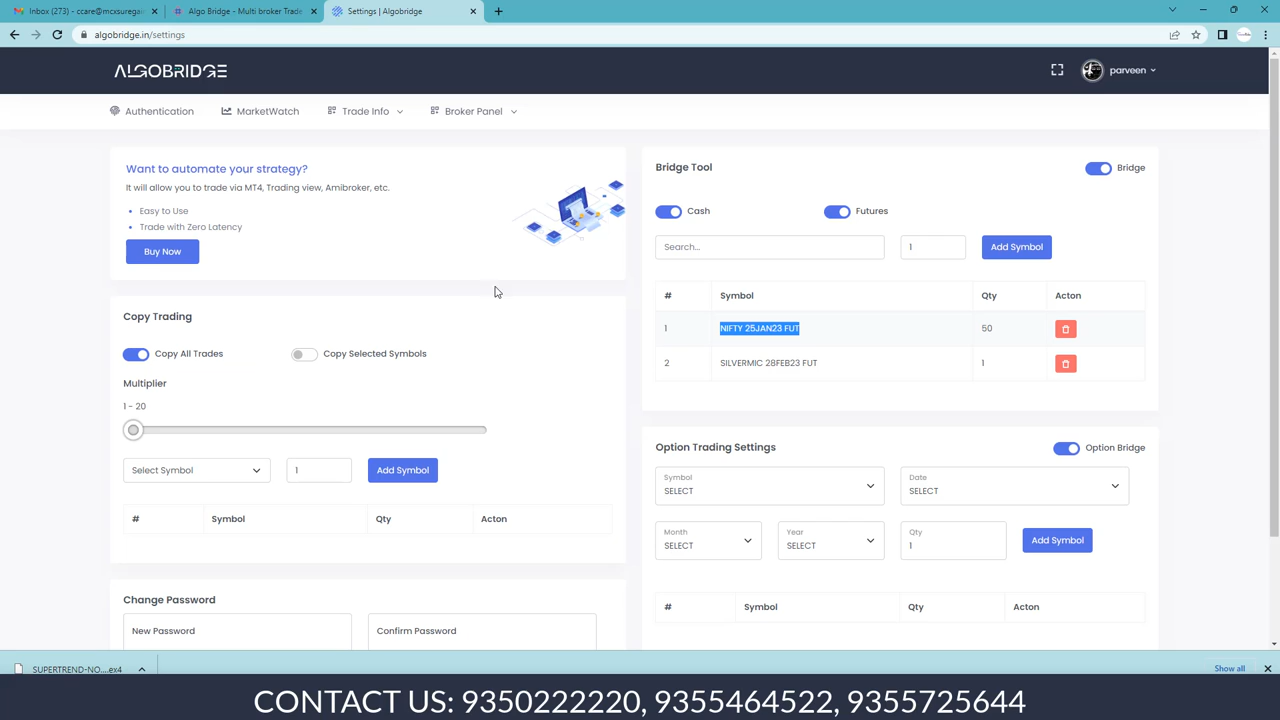 Inbox (273) - ccare@mcxsuregai
Algo Bridge - Multi broker Trade
Settings | Algobridge
algobridge.in/settings
ALGOBRIDGE
parveen
Authentication
MarketWatch
Trade Info
Broker Panel
Want to automate your strategy?
It will allow you to trade via MT4, Trading view, Amibroker, etc.
Easy to Use
Trade with Zero Latency
Buy Now
Bridge Tool
Bridge
Cash
Futures
Search...
1
Add Symbol
# Symbol Qty Acton
1 NIFTY 25JAN23 FUT 50
2 SILVERMIC 28FEB23 FUT 1
Copy Trading
Copy All Trades
Copy Selected Symbols
Multiplier
1 - 20
Select Symbol
1
Add Symbol
# Symbol Qty Acton
Option Trading Settings
Option Bridge
Symbol
SELECT
Date
SELECT
Month
SELECT
Year
SELECT
Qty
1
Add Symbol
# Symbol Qty Acton
Change Password
New Password
Confirm Password
SUPERTREND-NO....ex4
Show all
CONTACT US: 9350222220, 9355464522, 9355725644